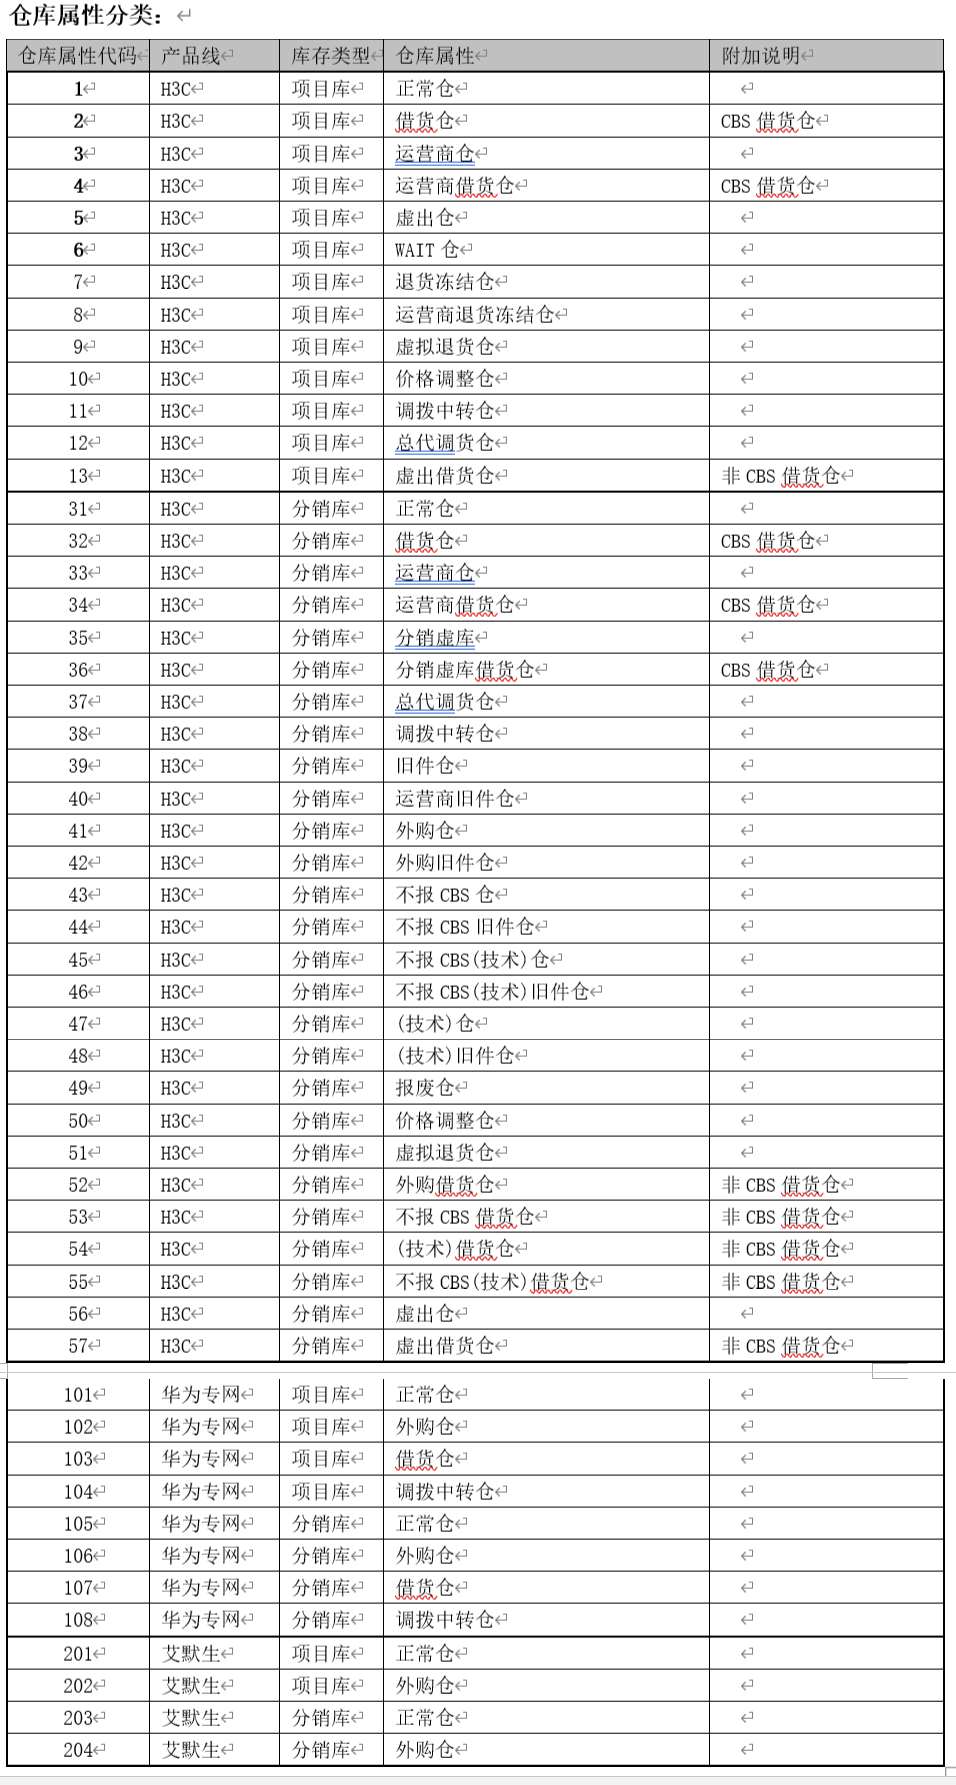 仓库属性分类：
仓库属性代码 产品线 库存类型 仓库属性 附加说明
1 H3C 项目库 正常仓
2 H3C 项目库 借货仓 CBS 借货仓
3 H3C 项目库 运营商仓
4 H3C 项目库 运营商借货仓 CBS 借货仓
5 H3C 项目库 虚出仓
6 H3C 项目库 WAIT 仓
7 H3C 项目库 退货冻结仓
8 H3C 项目库 运营商退货冻结仓
9 H3C 项目库 虚拟退货仓
10 H3C 项目库 价格调整仓
11 H3C 项目库 调拨中转仓
12 H3C 项目库 总代调货仓
13 H3C 项目库 虚出借货仓 非 CBS 借货仓
31 H3C 分销库 正常仓
32 H3C 分销库 借货仓 CBS 借货仓
33 H3C 分销库 运营商仓
34 H3C 分销库 运营商借货仓 CBS 借货仓
35 H3C 分销库 分销虚库
36 H3C 分销库 分销虚库借货仓 CBS 借货仓
37 H3C 分销库 总代调货仓
38 H3C 分销库 调拨中转仓
39 H3C 分销库 旧件仓
40 H3C 分销库 运营商旧件仓
41 H3C 分销库 外购仓
42 H3C 分销库 外购旧件仓
43 H3C 分销库 不报 CBS 仓
44 H3C 分销库 不报 CBS 旧件仓
45 H3C 分销库 不报 CBS(技术)仓
46 H3C 分销库 不报 CBS(技术)旧件仓
47 H3C 分销库 (技术)仓
48 H3C 分销库 (技术)旧件仓
49 H3C 分销库 报废仓
50 H3C 分销库 价格调整仓
51 H3C 分销库 虚拟退货仓
52 H3C 分销库 外购借货仓 非 CBS 借货仓
53 H3C 分销库 不报 CBS 借货仓 非 CBS 借货仓
54 H3C 分销库 (技术)借货仓 非 CBS 借货仓
55 H3C 分销库 不报 CBS(技术)借货仓 非 CBS 借货仓
56 H3C 分销库 虚出仓
57 H3C 分销库 虚出借货仓 非 CBS 借货仓
101 华为专网 项目库 正常仓
102 华为专网 项目库 外购仓
103 华为专网 项目库 借货仓
104 华为专网 项目库 调拨中转仓
105 华为专网 分销库 正常仓
106 华为专网 分销库 外购仓
107 华为专网 分销库 借货仓
108 华为专网 分销库 调拨中转仓
201 艾默生 项目库 正常仓
202 艾默生 项目库 外购仓
203 艾默生 分销库 正常仓
204 艾默生 分销库 外购仓